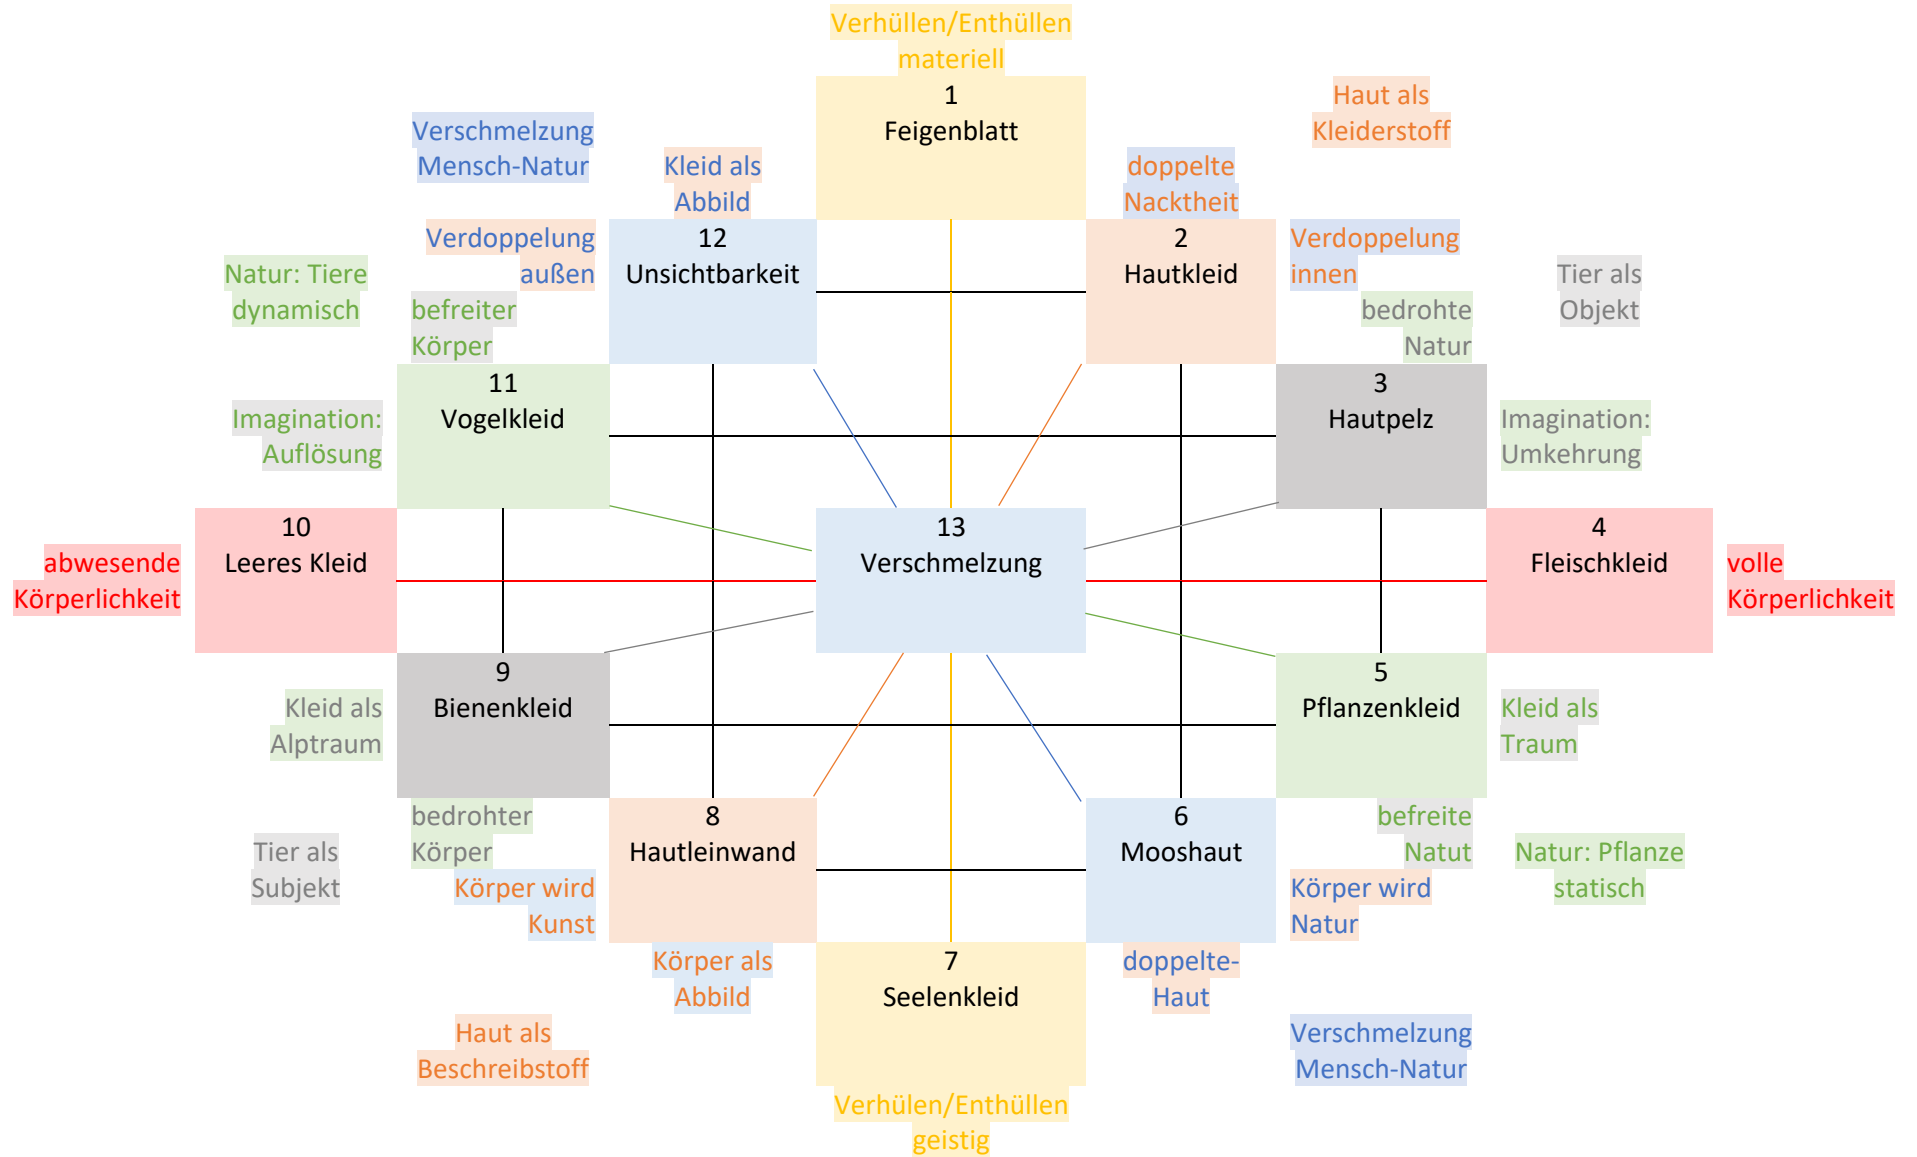 Verhüllen/Enthüllen
materiell
1
Feigenblatt
Haut als
Kleiderstoff
Verschmelzung
Mensch-Natur
Kleid als
Abbild
doppelte
Nacktheit
Verdoppelung
außen
12
Unsichtbarkeit
2
Hautkleid
Verdoppelung
innen
Natur: Tiere
dynamisch
befreiter
Körper
bedrohte
Natur
Tier als
Objekt
Imagination:
Auflösung
11
Vogelkleid
3
Hautpelz
Imagination:
Umkehrung
abwesende
Körperlichkeit
10
Leeres Kleid
13
Verschmelzung
4
Fleischkleid
volle
Körperlichkeit
Kleid als
Alptraum
9
Bienenkleid
5
Pflanzenkleid
Kleid als
Traum
Tier als
Subjekt
bedrohter
Körper
Körper wird
Kunst
8
Hautleinwand
6
Mooshaut
befreite
Natut
Körper wird
Natur
Natur: Pflanze
statisch
Körper als
Abbild
7
Seelenkleid
doppelte-
Haut
Haut als
Beschreibstoff
Verschmelzung
Mensch-Natur
Verhülen/Enthüllen
geistig